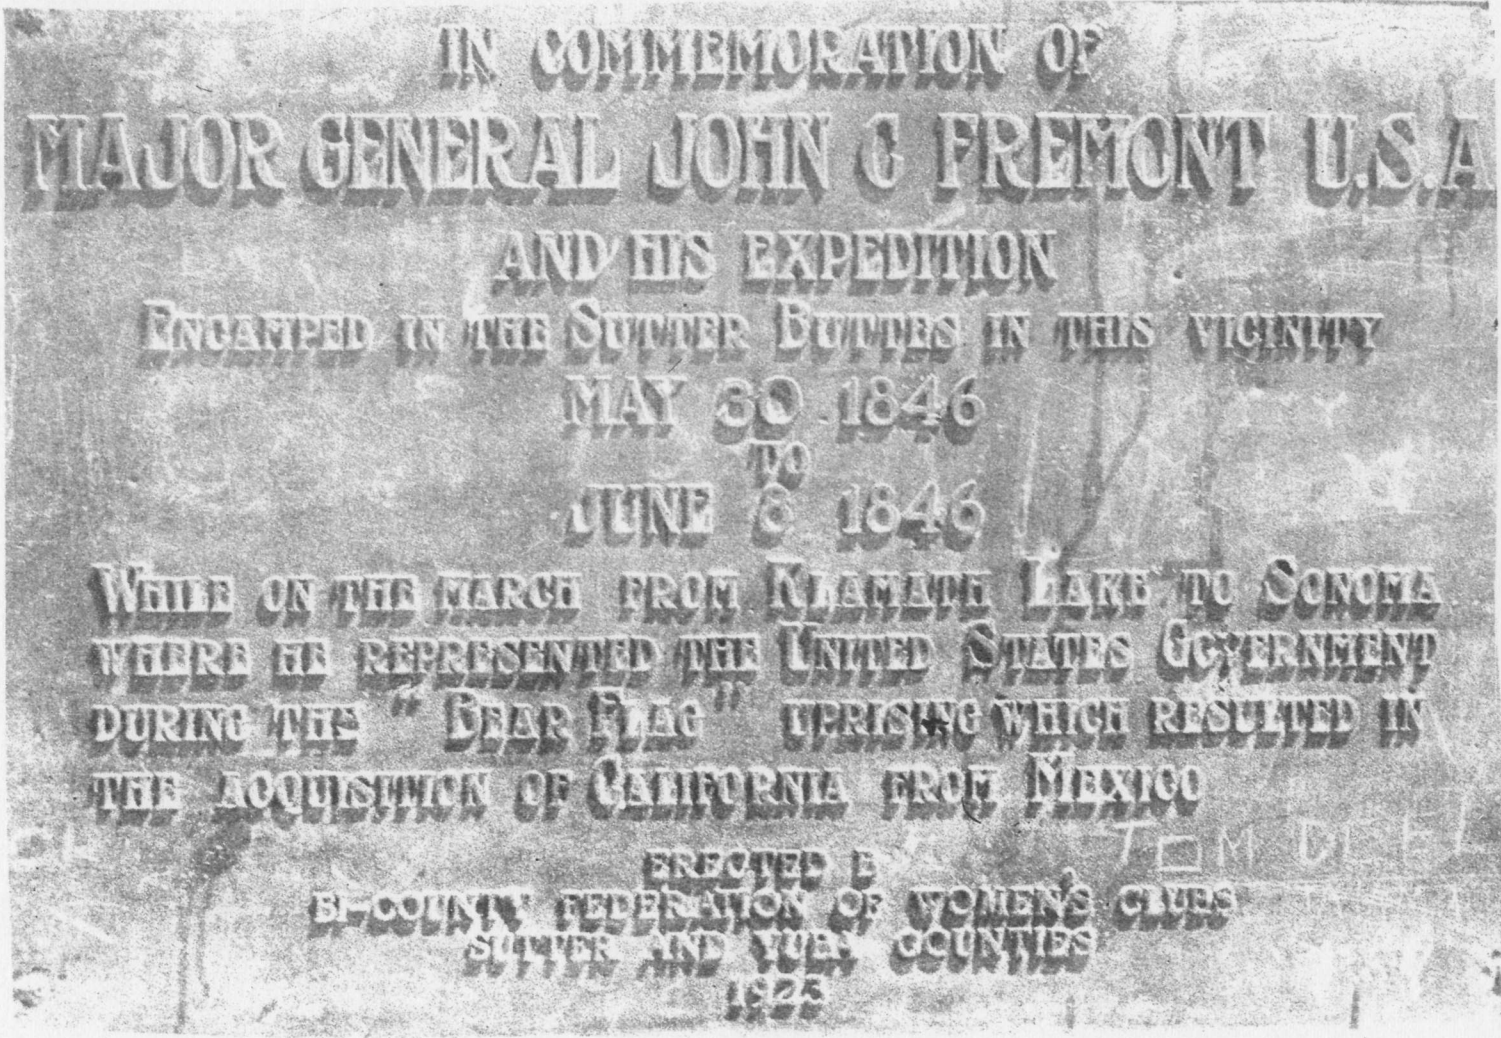 IN COMMEMORATION OF
MAJOR GENERAL JOHN C FREMONT U.S.A
AND HIS EXPEDITION
ENCAMPED IN THE SUTTER BUTTES IN THIS VICINITY
MAY 30 1846
TO
JUNE 8 1846
WHILE ON THE MARCH FROM KLAMATH LAKE TO SONOMA
WHERE HE REPRESENTED THE UNITED STATES GOVERNMENT
DURING THE "BEAR FLAG" UPRISING WHICH RESULTED IN
THE ACQUISITION OF CALIFORNIA FROM MEXICO
TOM
ERECTED B
BI-COUNTY FEDERATION OF WOMEN'S CLUBS
SUTTER AND YUBA COUNTIES
1923